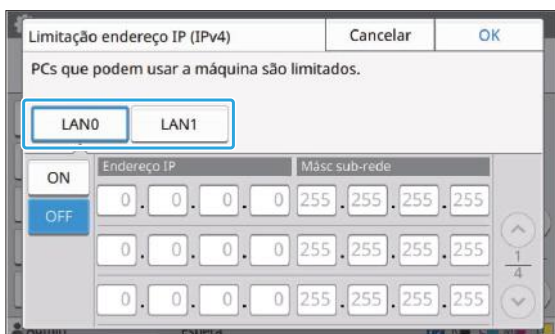 Limitação endereço IP (IPv4) Cancelar OK
PCs que podem usar a máquina são limitados.
LAN0 LAN1
Endereço IP Másc sub-rede
ON
0. 0. 0. 0 255.255.255.255
OFF
0. 0. 0. 0 255.255.255.255
1
4
0. 0. 0. 0 255.255.255.255